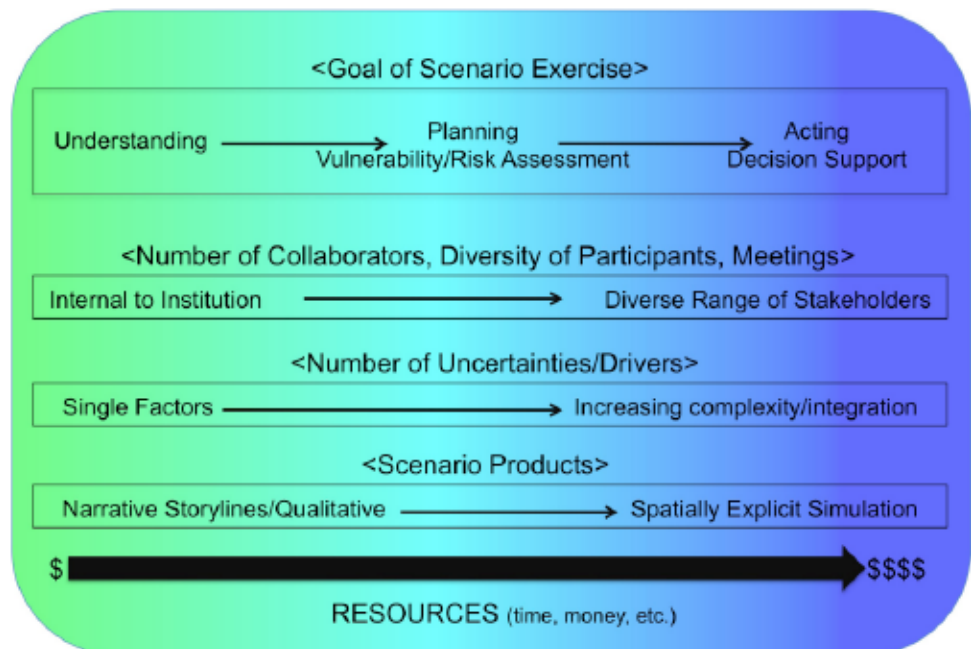 <Goal of Scenario Exercise>
Understanding
Planning
Vulnerability/Risk Assessment
Acting
Decision Support
<Number of Collaborators, Diversity of Participants, Meetings>
Internal to Institution
Diverse Range of Stakeholders
<Number of Uncertainties/Drivers>
Single Factors
Increasing complexity/integration
<Scenario Products>
Narrative Storylines/Qualitative
Spatially Explicit Simulation
$
$$$$
RESOURCES (time, money, etc.)